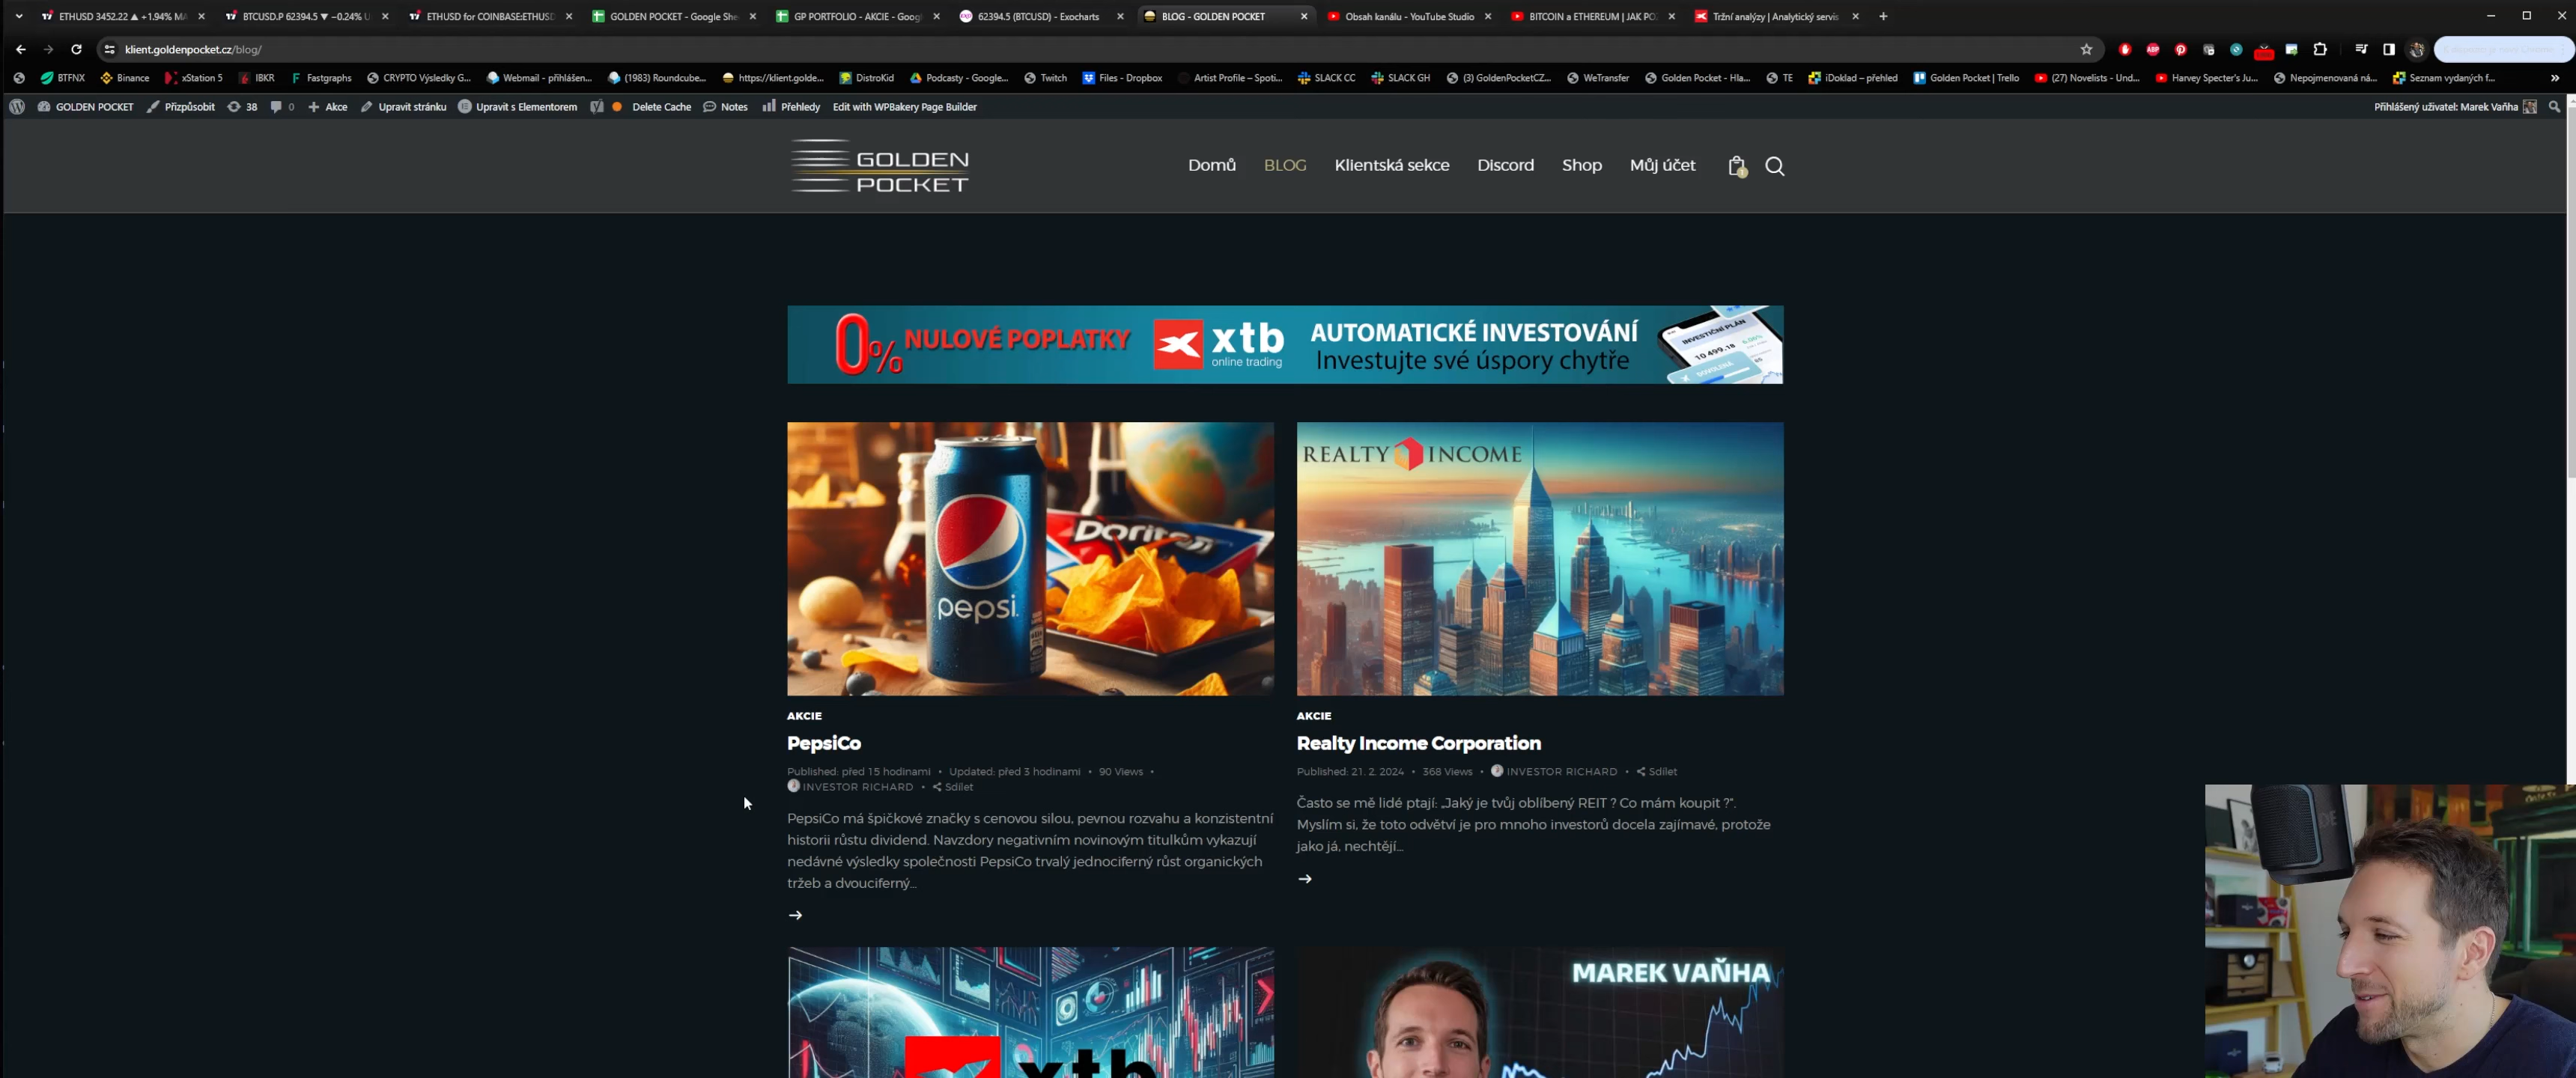 ETHUSD 3452.22 ▲ +1.94% MA
BTCUSD.P 62394.5 ▼ −0.24% U
ETHUSD for COINBASE:ETHUSD
GOLDEN POCKET - Google She
GP PORTFOLIO - AKCIE - Googl
62394.5 (BTCUSD) - Exocharts
BLOG - GOLDEN POCKET
Obsah kanálu - YouTube Studio
BITCOIN a ETHEREUM | JAK PO
Tržní analýzy | Analytický servis
klient.goldenpocket.cz/blog/
BTFNX
Binance
xStation 5
IBKR
Fastgraphs
CRYPTO Výsledky G...
Webmail - přihlášen...
(1983) Roundcube...
https://klient.golde...
DistroKid
Podcasty - Google...
Twitch
Files - Dropbox
Artist Profile – Spoti...
SLACK CC
SLACK GH
(3) GoldenPocketCZ...
WeTransfer
Golden Pocket - Hla...
TE
iDoklad – přehled
Golden Pocket | Trello
(27) Novelists - Und...
Harvey Specter's Ju...
Nepojmenovaná ná...
Seznam vydaných f...
GOLDEN POCKET
Přizpůsobit
38
0
Akce
Upravit stránku
Upravit s Elementorem
Delete Cache
Notes
Přehledy
Edit with WPBakery Page Builder
Přihlášený uživatel: Marek Vaňha
GOLDEN
POCKET
Domů
BLOG
Klientská sekce
Discord
Shop
Můj účet
1
0% NULOVÉ POPLATKY
xtb
online trading
AUTOMATICKÉ INVESTOVÁNÍ
Investujte své úspory chytře
INVESTIČNÍ PLÁN
10 499.18
Doritos
pepsi
REALTY INCOME
AKCIE
PepsiCo
Published: před 15 hodinami • Updated: před 3 hodinami • 90 Views •
INVESTOR RICHARD • Sdílet
PepsiCo má špičkové značky s cenovou silou, pevnou rozvahu a konzistentní
historii růstu dividend. Navzdory negativním novinovým titulkům vykazují
nedávné výsledky společnosti PepsiCo trvalý jednociferný růst organických
tržeb a dvouciferný...
AKCIE
Realty Income Corporation
Published: 21. 2. 2024 • 368 Views • INVESTOR RICHARD • Sdílet
Často se mě lidé ptají: „Jaký je tvůj oblíbený REIT ? Co mám koupit ?“.
Myslím si, že toto odvětví je pro mnoho investorů docela zajímavé, protože
jako já, nechtějí...
xtb
MAREK VAŇHA